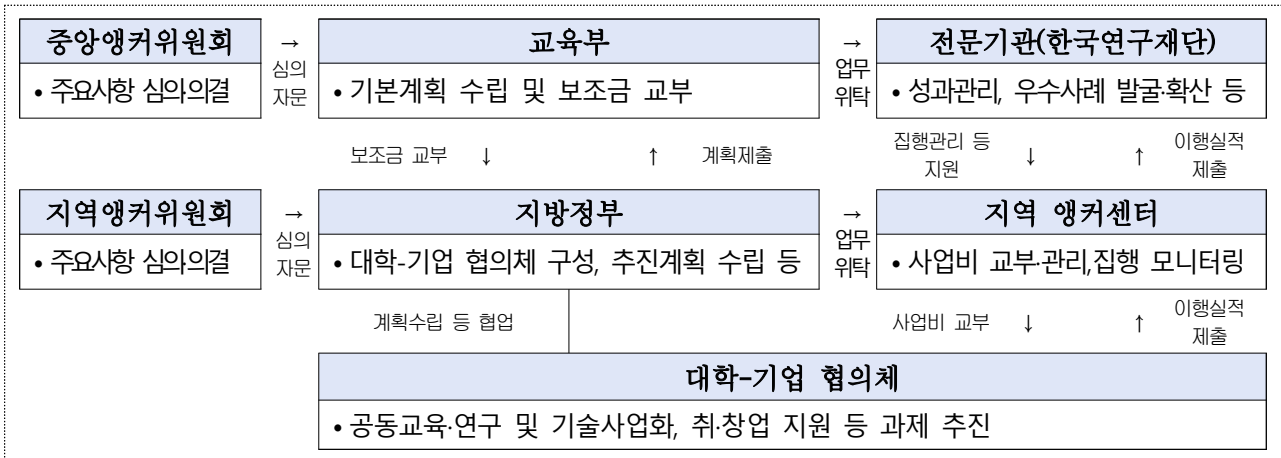 중앙앵커위원회 → 교육부 → 전문기관(한국연구재단)
• 주요사항 심의의결 심의 자문 • 기본계획 수립 및 보조금 교부 업무 위탁 • 성과관리, 우수사례 발굴·확산 등
보조금 교부 ↓ ↑ 계획제출 집행관리 등 지원 ↓ ↑ 이행실적 제출
지역앵커위원회 → 지방정부 → 지역 앵커센터
• 주요사항 심의의결 심의 자문 • 대학-기업 협의체 구성, 추진계획 수립 등 업무 위탁 • 사업비 교부·관리,집행 모니터링
계획수립 등 협업 사업비 교부 ↓ ↑ 이행실적 제출
대학-기업 협의체
• 공동교육·연구 및 기술사업화, 취·창업 지원 등 과제 추진